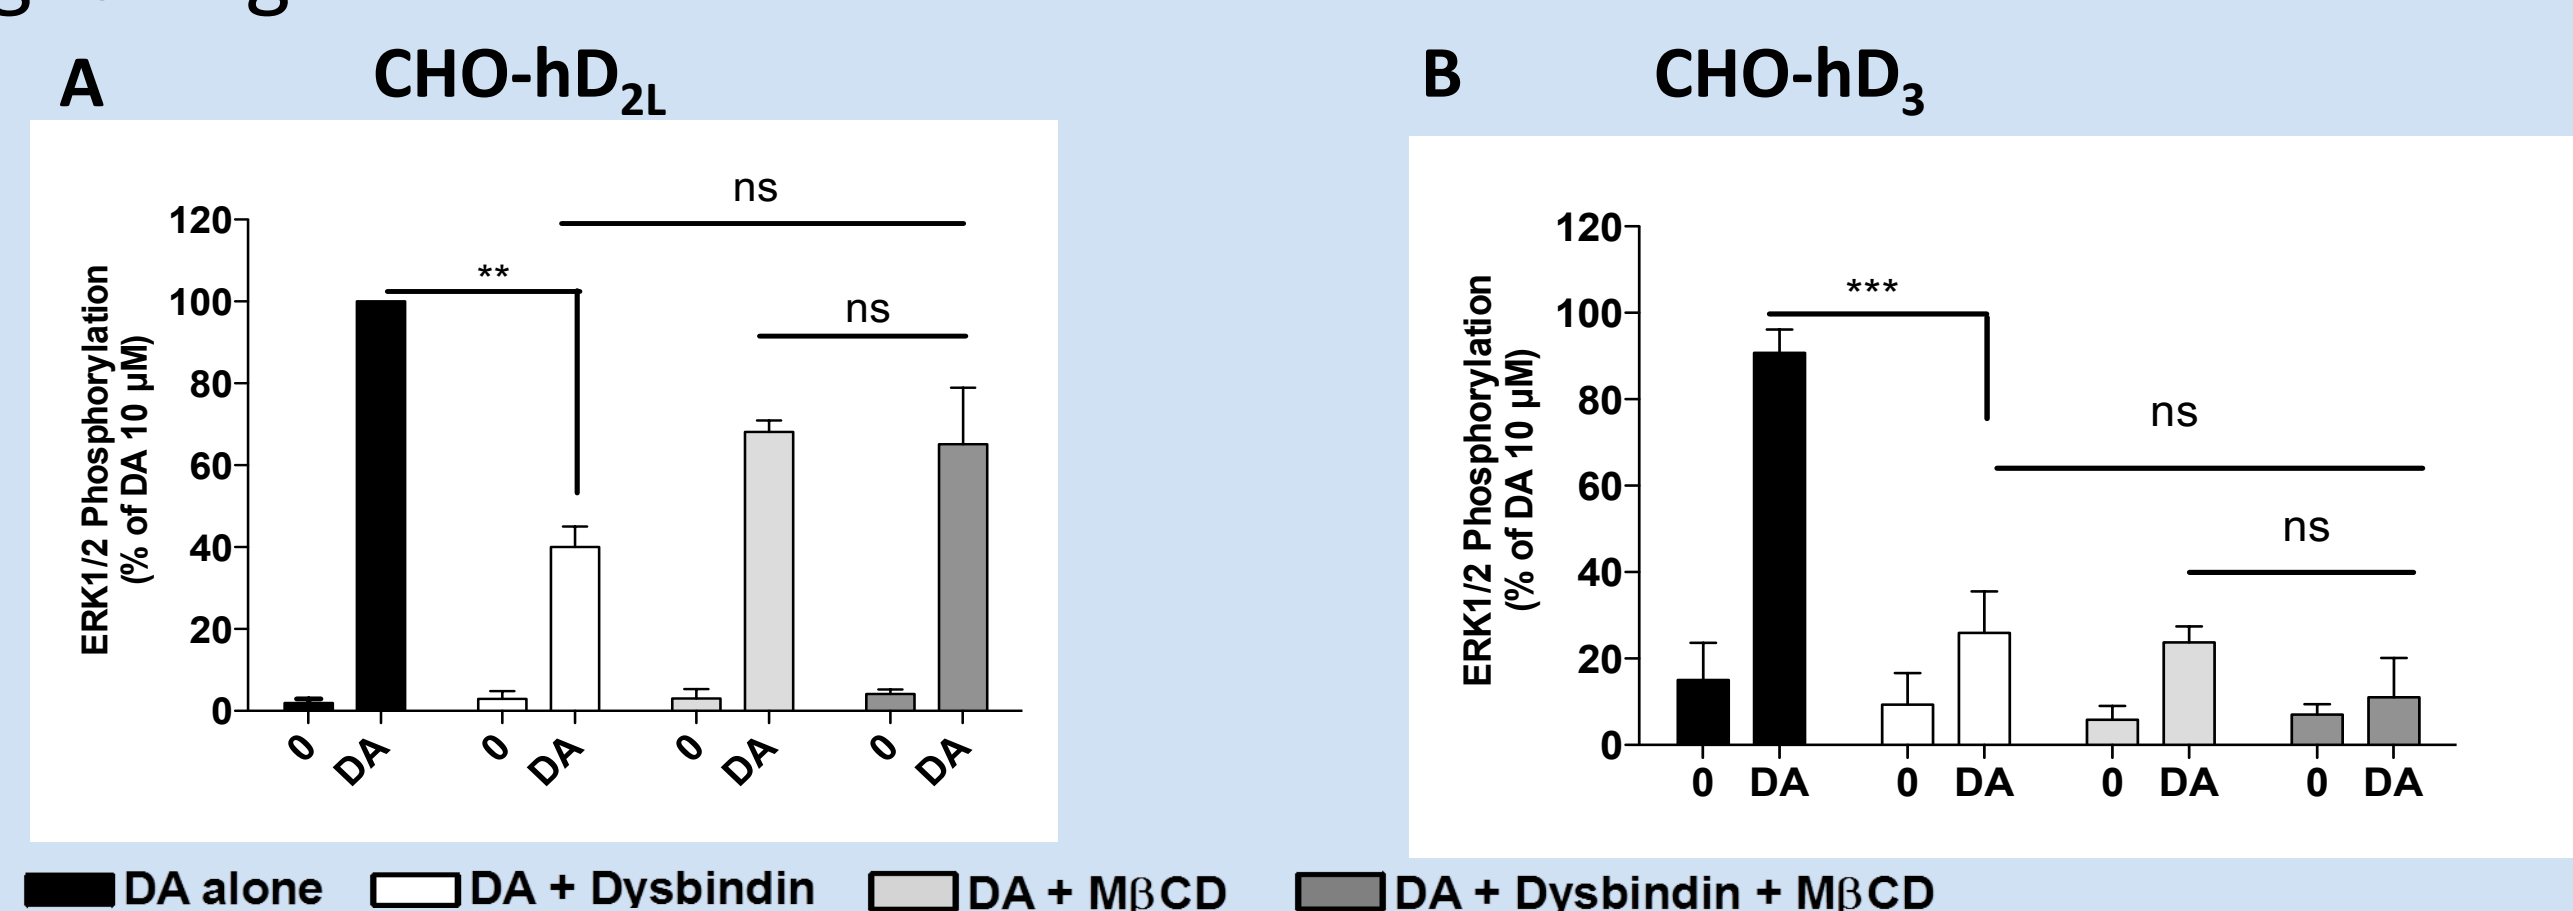 A
CHO-hD2L
B
CHO-hD3
ns
**
ns
120
100
80
60
40
20
0
ERK1/2 Phosphorylation
(% of DA 10 µM)
0 DA 0 DA 0 DA 0 DA
***
ns
ns
120
100
80
60
40
20
0
ERK1/2 Phosphorylation
(% of DA 10 µM)
0 DA 0 DA 0 DA 0 DA
DA alone
DA + Dysbindin
DA + MβCD
DA + Dysbindin + MβCD